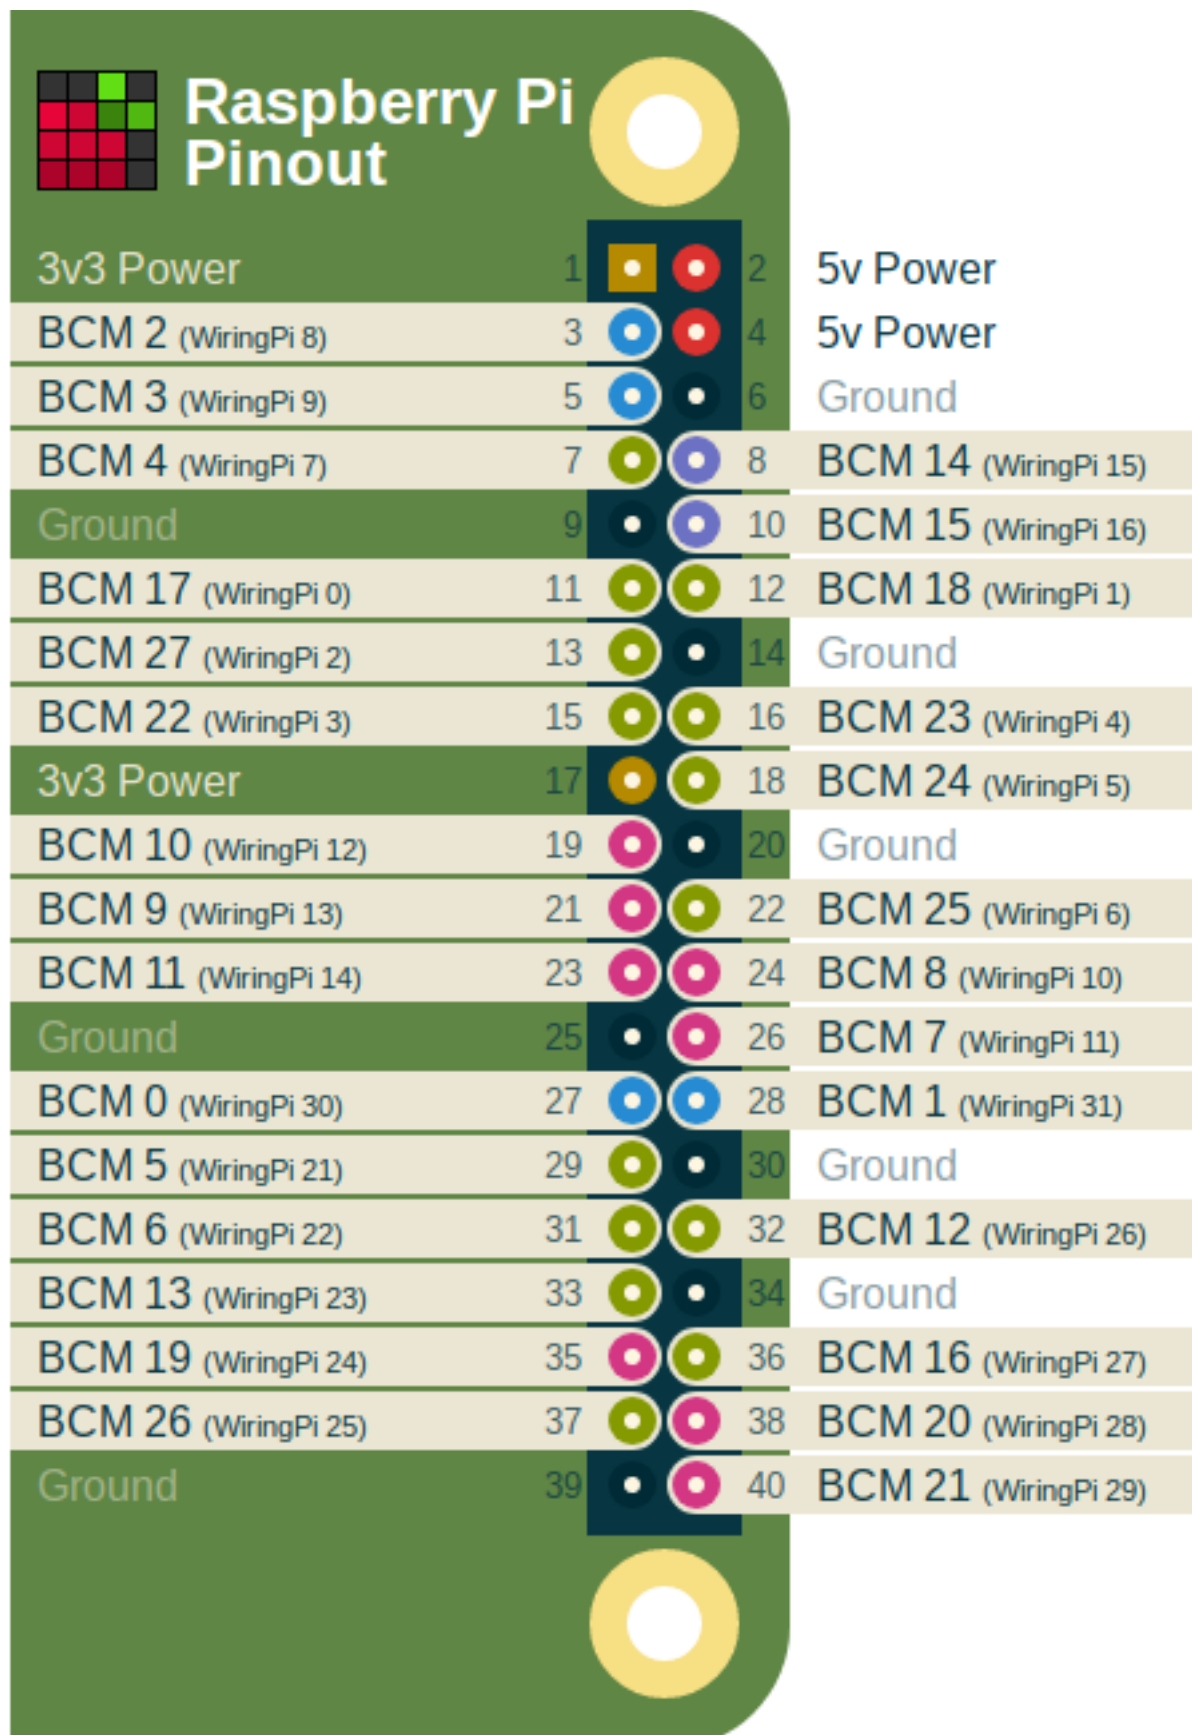 Raspberry Pi
Pinout
3v3 Power 1 2 5v Power
BCM 2 (WiringPi 8) 3 4 5v Power
BCM 3 (WiringPi 9) 5 6 Ground
BCM 4 (WiringPi 7) 7 8 BCM 14 (WiringPi 15)
Ground 9 10 BCM 15 (WiringPi 16)
BCM 17 (WiringPi 0) 11 12 BCM 18 (WiringPi 1)
BCM 27 (WiringPi 2) 13 14 Ground
BCM 22 (WiringPi 3) 15 16 BCM 23 (WiringPi 4)
3v3 Power 17 18 BCM 24 (WiringPi 5)
BCM 10 (WiringPi 12) 19 20 Ground
BCM 9 (WiringPi 13) 21 22 BCM 25 (WiringPi 6)
BCM 11 (WiringPi 14) 23 24 BCM 8 (WiringPi 10)
Ground 25 26 BCM 7 (WiringPi 11)
BCM 0 (WiringPi 30) 27 28 BCM 1 (WiringPi 31)
BCM 5 (WiringPi 21) 29 30 Ground
BCM 6 (WiringPi 22) 31 32 BCM 12 (WiringPi 26)
BCM 13 (WiringPi 23) 33 34 Ground
BCM 19 (WiringPi 24) 35 36 BCM 16 (WiringPi 27)
BCM 26 (WiringPi 25) 37 38 BCM 20 (WiringPi 28)
Ground 39 40 BCM 21 (WiringPi 29)